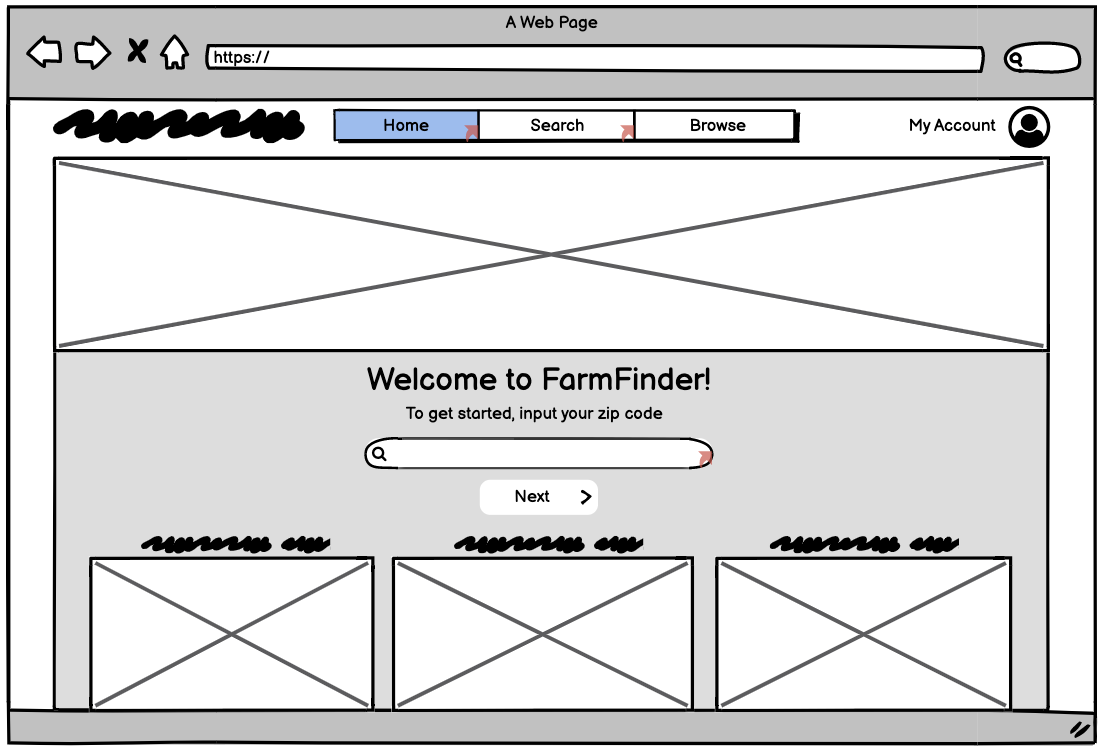 A Web Page
https://
Home Search Browse My Account
Welcome to FarmFinder!
To get started, input your zip code
Next